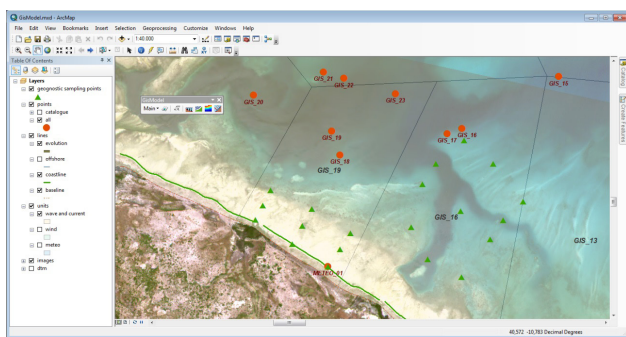 GisModel.mxd - ArcMap
File Edit View Bookmarks Insert Selection Geoprocessing Customize Windows Help
1:40.000
Table Of Contents
Layers
geognostic sampling points
points
catalogue
all
lines
evolution
offshore
coastline
baseline
units
wave and current
wind
meteo
images
dtm
GisModel
Main
GIS_21
GIS_22
GIS_15
GIS_20
GIS_23
GIS_19
GIS_16
GIS_17
GIS_18
GIS_19
GIS_16
GIS_13
METEO_01
Catalog
Create Features
40,572 -10,783 Decimal Degrees